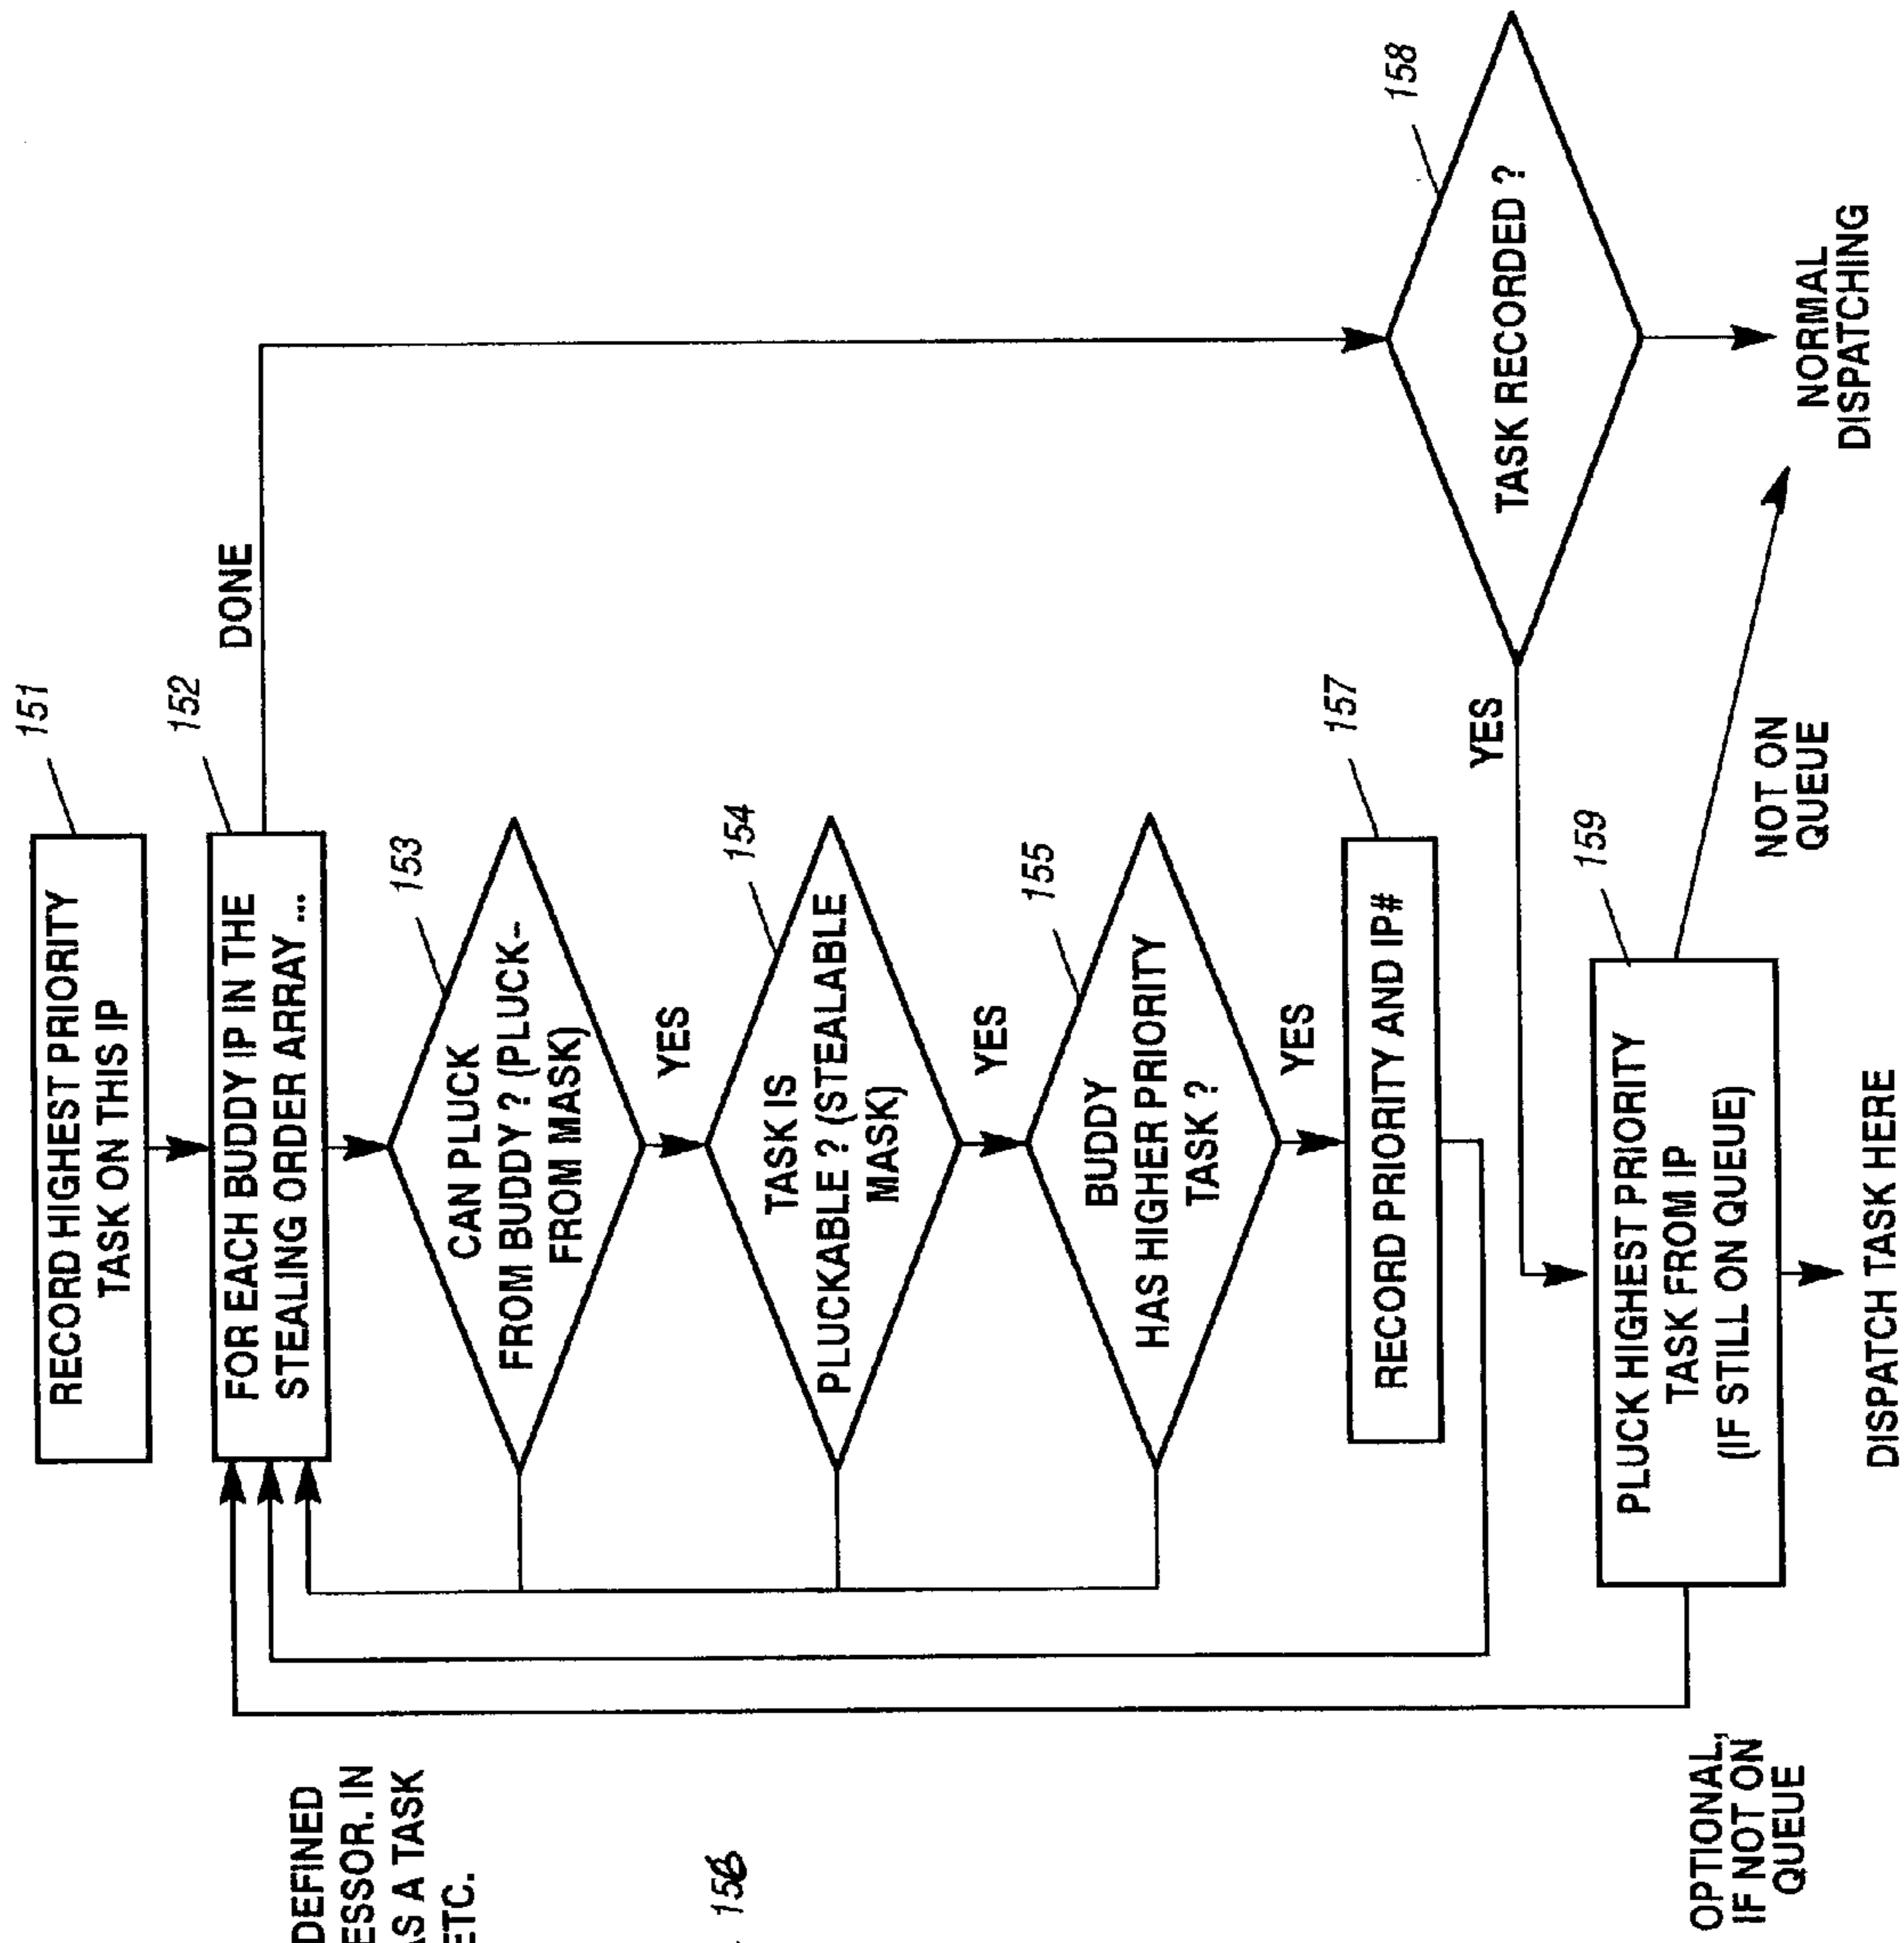 151
RECORD HIGHEST PRIORITY
TASK ON THIS IP
152
FOR EACH BUDDY IP IN THE
STEALING ORDER ARRAY...
DONE
153
CAN PLUCK
FROM BUDDY ? (PLUCK-
FROM MASK)
YES
154
TASK IS
PLUCKABLE ? (STEALABLE
MASK)
YES
155
BUDDY
HAS HIGHER PRIORITY
TASK ?
YES
157
RECORD PRIORITY AND IP#
158
TASK RECORDED ?
YES
159
PLUCK HIGHEST PRIORITY
TASK FROM IP
(IF STILL ON QUEUE)
NOT ON
QUEUE
NORMAL
DISPATCHING
DISPATCH TASK HERE
OPTIONAL,
IF NOT ON
QUEUE
DEFINED
ESSOR. IN
AS A TASK
ETC.